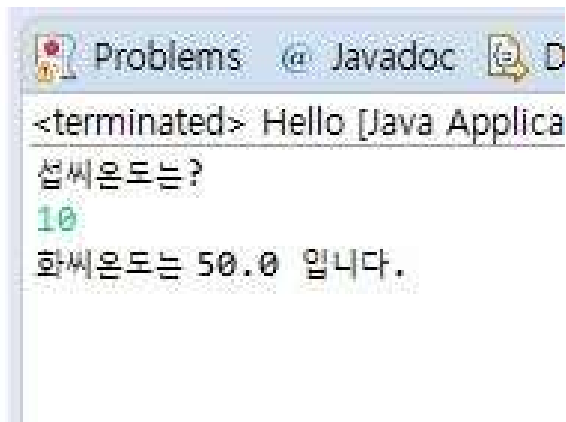 Problems @ Javadoc D
<terminated> Hello [Java Applica
섭씨온도는?
10
화씨온도는 50.0 입니다.